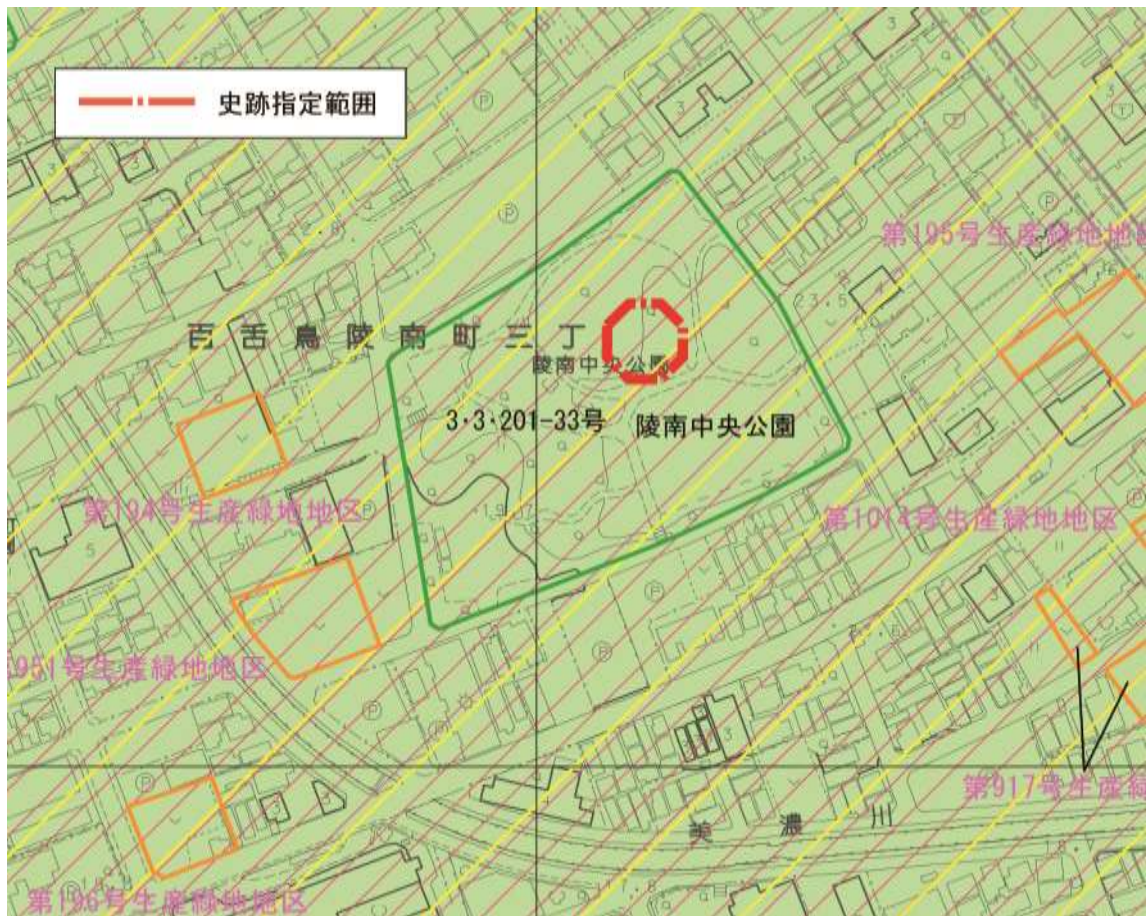 史跡指定範囲
第195号生産緑地地
23.5
百舌鳥陵南町三丁
陵南中央公園
3・3・201-33号 陵南中央公園
第194号生産緑地地区
第1014号生産緑地地区
951号生産緑地地区
第917号生産緑
美濃川
第196号生産緑地地区